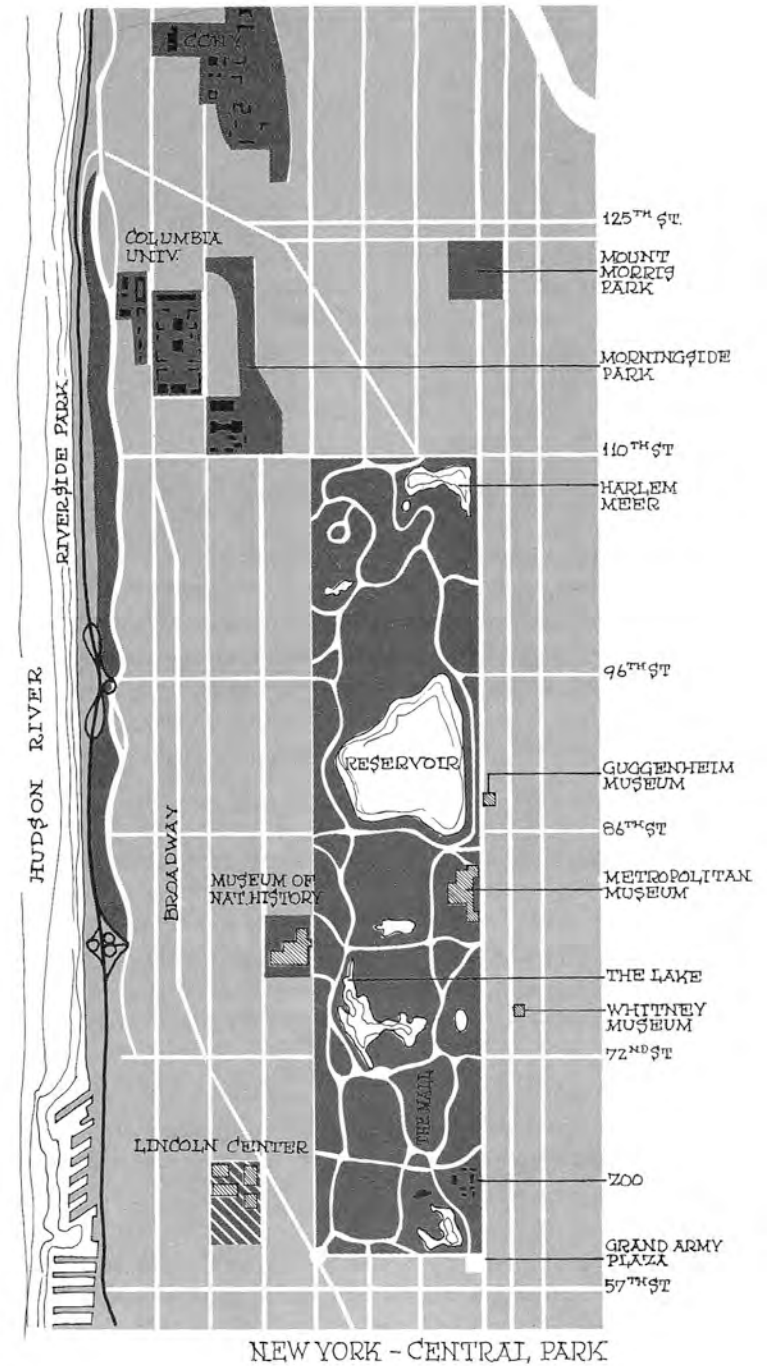 CCNY
125TH ST.
COLUMBIA
UNIV.
MOUNT
MORRIS
PARK
MORNINGSIDE
PARK
RIVERSIDE PARK
110TH ST
HARLEM
MEER
96TH ST
HUDSON RIVER
RESERVOIR
GUGGENHEIM
MUSEUM
86TH ST
BROADWAY
MUSEUM OF
NAT. HISTORY
METROPOLITAN
MUSEUM
THE LAKE
WHITNEY
MUSEUM
72ND ST
THE MALL
LINCOLN CENTER
ZOO
GRAND ARMY
PLAZA
57TH ST
NEW YORK - CENTRAL PARK